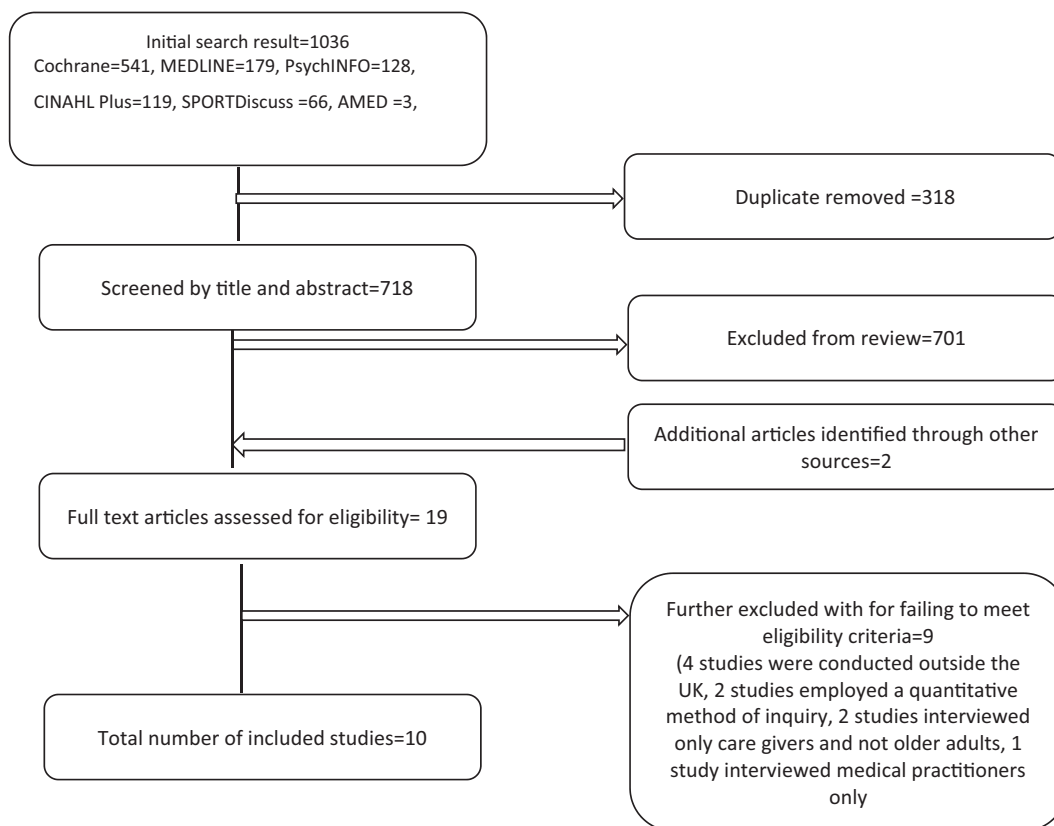 Initial search result=1036
Cochrane=541, MEDLINE=179, PsychINFO=128,
CINAHL Plus=119, SPORTDiscuss =66, AMED =3,
Duplicate removed =318
Screened by title and abstract=718
Excluded from review=701
Additional articles identified through other
sources=2
Full text articles assessed for eligibility= 19
Further excluded with for failing to meet
eligibility criteria=9
(4 studies were conducted outside the
UK, 2 studies employed a quantitative
method of inquiry, 2 studies interviewed
only care givers and not older adults, 1
study interviewed medical practitioners
only
Total number of included studies=10